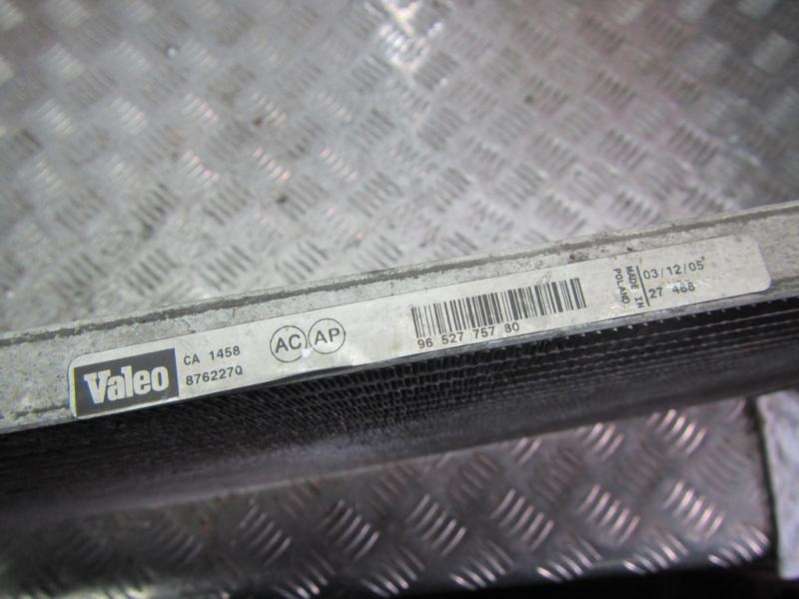 Valeo
CA 1458
876227Q
AC AP
96 527 757 80
MADE IN
POLAND
03/12/05
27 468